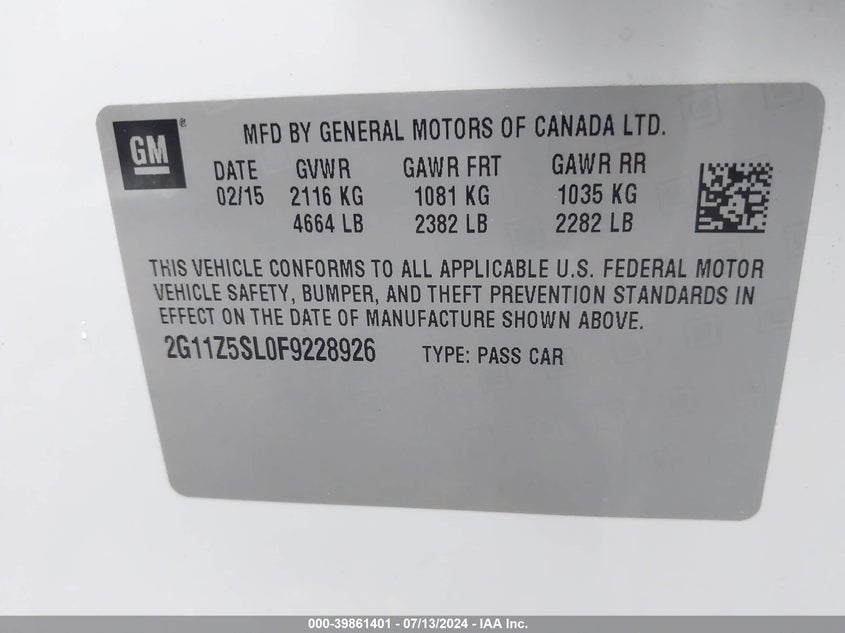 GM ®
MFD BY GENERAL MOTORS OF CANADA LTD.
DATE GVWR GAWR FRT GAWR RR
02/15 2116 KG 1081 KG 1035 KG
4664 LB 2382 LB 2282 LB
THIS VEHICLE CONFORMS TO ALL APPLICABLE U.S. FEDERAL MOTOR
VEHICLE SAFETY, BUMPER, AND THEFT PREVENTION STANDARDS IN
EFFECT ON THE DATE OF MANUFACTURE SHOWN ABOVE.
2G11Z5SL0F9228926 TYPE: PASS CAR
000-39861401 - 07/13/2024 - IAA Inc.